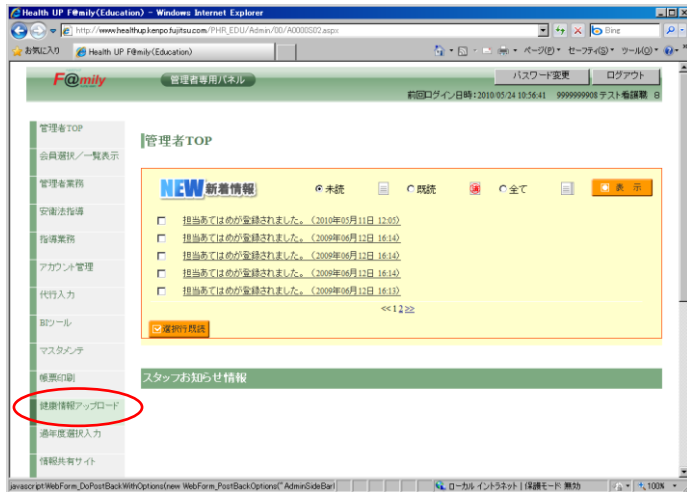 Health UP F@mily(Education) - Windows Internet Explorer
http://www.healthup.kenpo.fujitsu.com/PHR_EDU/Admin/00/A0000S02.aspx
Bing
お気に入り
Health UP F@mily(Education)
ページ(P)
セーフティ(S)
ツール(O)
F@mily
管理者専用パネル
パスワード変更
ログアウト
前回ログイン日時:2010/05/24 10:56:41 9999999908 テスト看護職
管理者TOP
会員選択／一覧表示
管理者業務
安衛法指導
指導業務
アカウント管理
代行入力
BIツール
マスタメンテ
帳票印刷
健康情報アップロード
過年度選択入力
情報共有サイト
管理者TOP
NEW 新着情報
未読
既読
済
全て
表 示
担当あてはめが登録されました。（2010年05月11日 12:05）
担当あてはめが登録されました。（2009年06月12日 16:14）
担当あてはめが登録されました。（2009年06月12日 16:14）
担当あてはめが登録されました。（2009年06月12日 16:14）
担当あてはめが登録されました。（2009年06月12日 16:13）
<<1 2 >>
選択行既読
スタッフお知らせ情報
javascript:WebForm_DoPostBackWithOptions(new WebForm_PostBackOptions("AdminSideBar1
ローカル イントラネット | 保護モード: 無効
100%